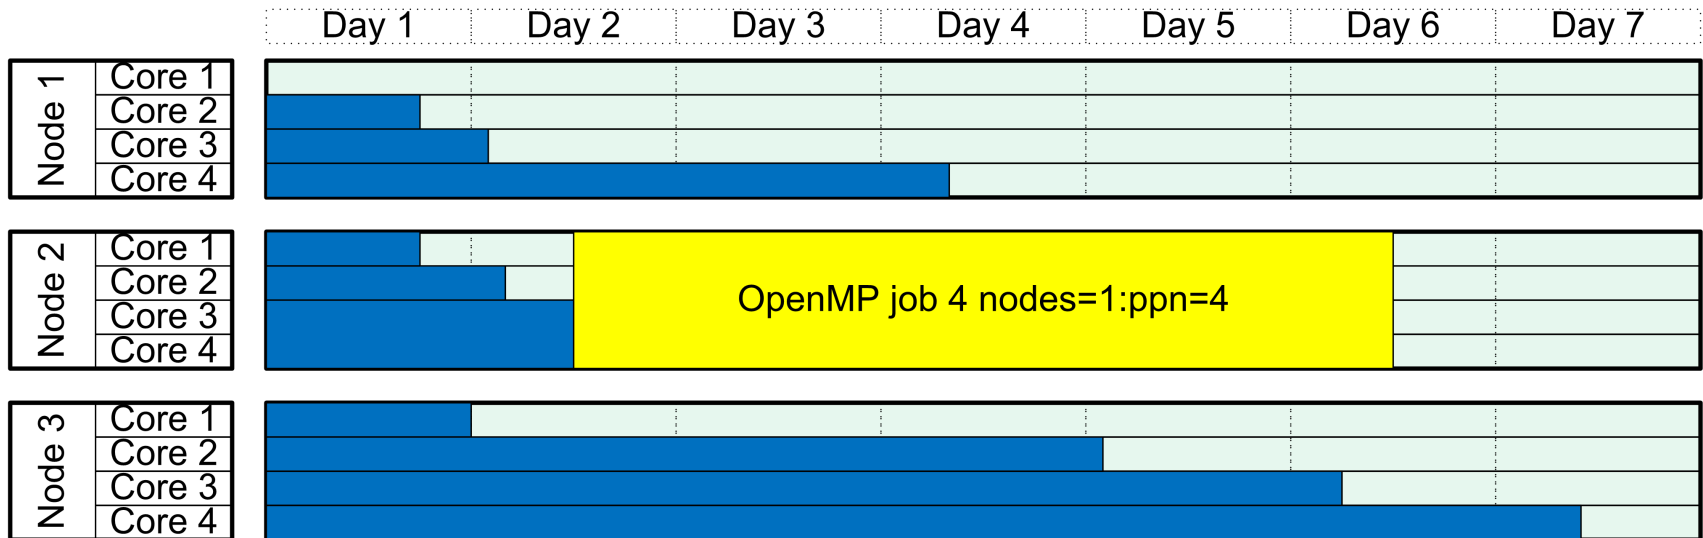 Day 1 Day 2 Day 3 Day 4 Day 5 Day 6 Day 7
Node 1
Core 1
Core 2
Core 3
Core 4
Node 2
Core 1
Core 2
Core 3
Core 4
OpenMP job 4 nodes=1:ppn=4
Node 3
Core 1
Core 2
Core 3
Core 4